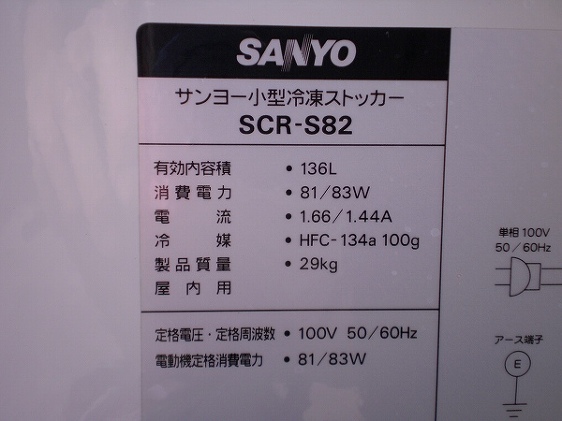 SANYO
サンヨー小型冷凍ストッカー
SCR-S82
有効内容積 • 136L
消費電力 • 81/83W
電流 • 1.66/1.44A
冷媒 • HFC-134a 100g
製品質量 • 29kg
屋内用
定格電圧・定格周波数 • 100V 50/60Hz
電動機定格消費電力 • 81/83W
単相100V
50/60Hz
アース端子
E